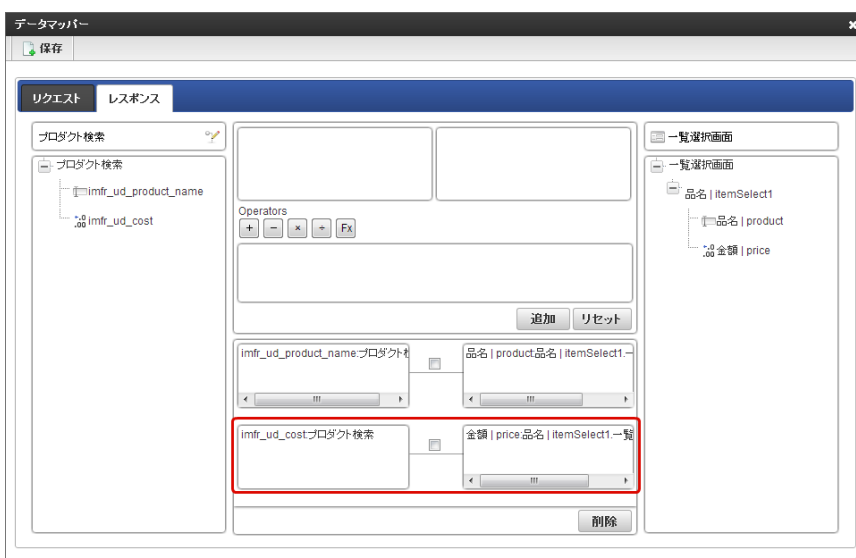 データマッパー
保存
リクエスト
レスポンス
プロダクト検索
プロダクト検索
imfr_ud_product_name
imfr_ud_cost
Operators
+ − × ÷ Fx
追加
リセット
imfr_ud_product_name:プロダクト
品名 | product:品名 | itemSelect1.一
imfr_ud_cost:プロダクト検索
金額 | price:品名 | itemSelect1.一覧
削除
一覧選択画面
一覧選択画面
品名 | itemSelect1
品名 | product
金額 | price